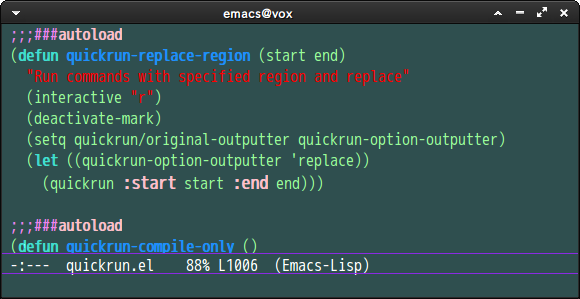 emacs@vox
;;;###autoload
(defun quickrun-replace-region (start end)
  "Run commands with specified region and replace"
  (interactive "r")
  (deactivate-mark)
  (setq quickrun/original-outputter quickrun-option-outputter)
  (let ((quickrun-option-outputter 'replace))
    (quickrun :start start :end end)))
;;;###autoload
(defun quickrun-compile-only ()
-:---  quickrun.el    88% L1006  (Emacs-Lisp)